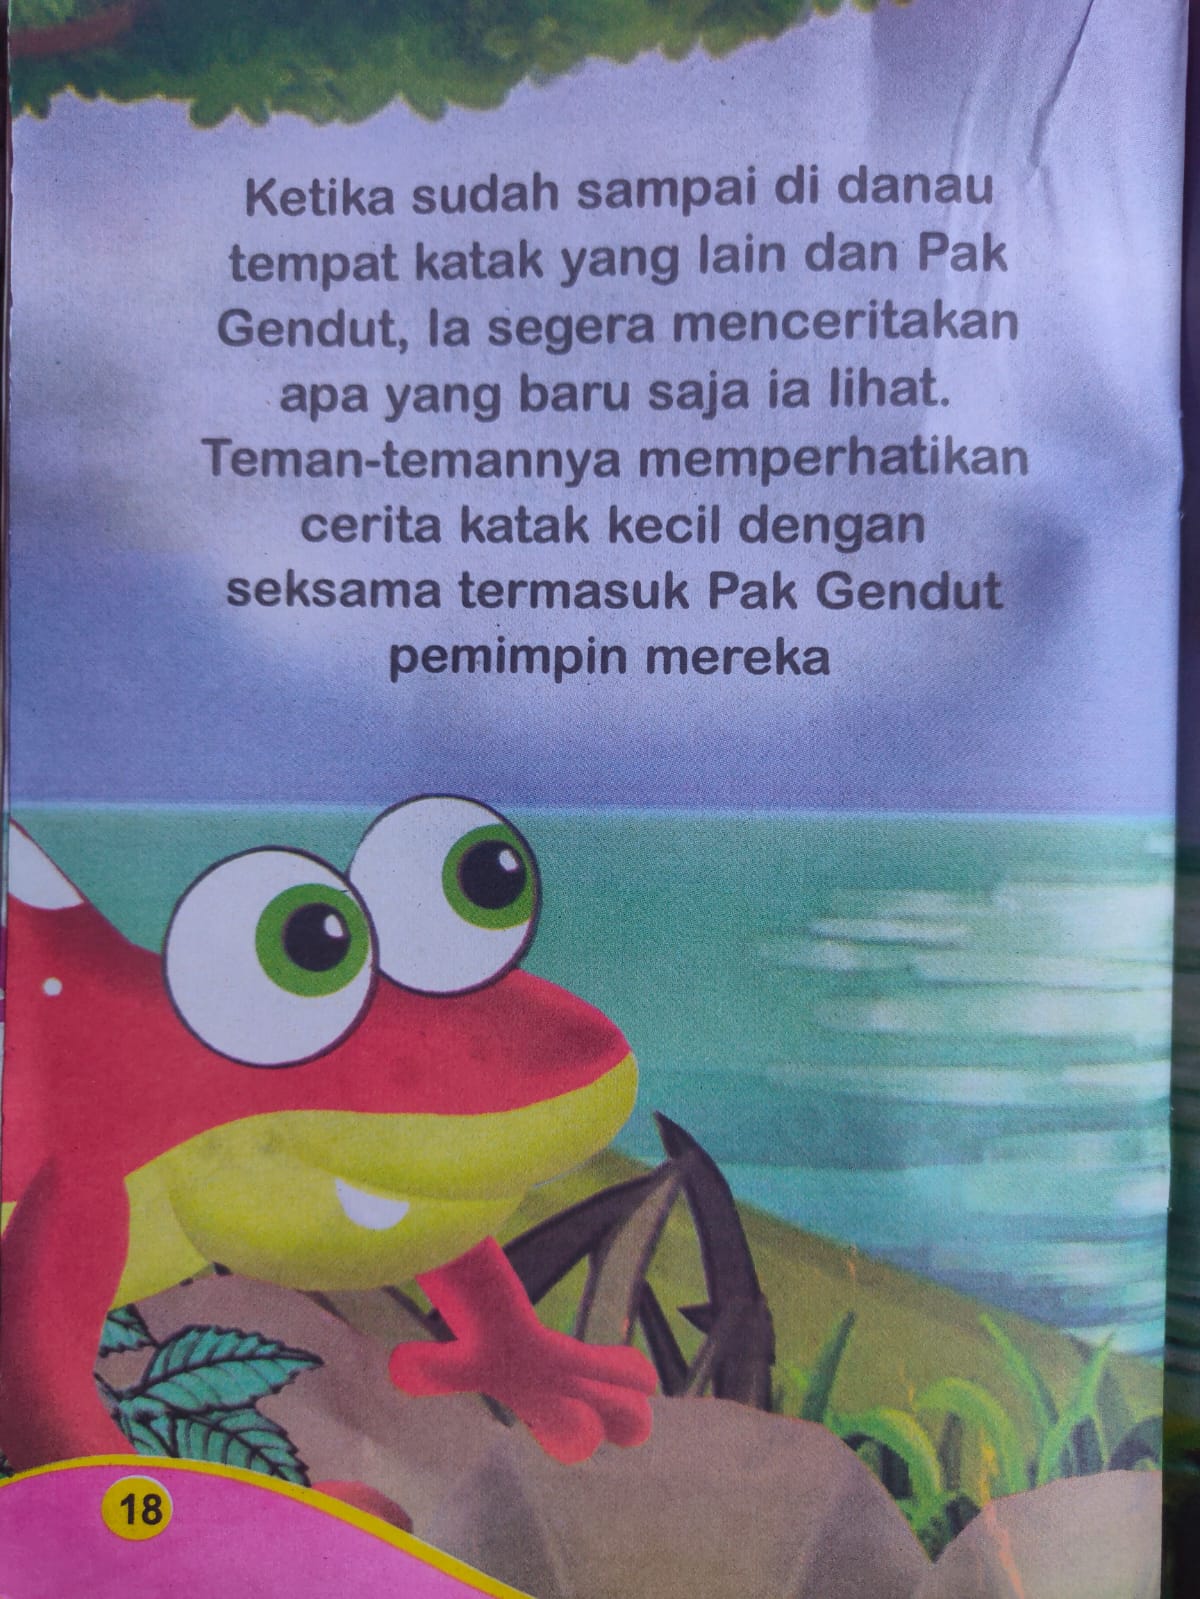 Ketika sudah sampai di danau
tempat katak yang lain dan Pak
Gendut, Ia segera menceritakan
apa yang baru saja ia lihat.
Teman-temannya memperhatikan
cerita katak kecil dengan
seksama termasuk Pak Gendut
pemimpin mereka
18